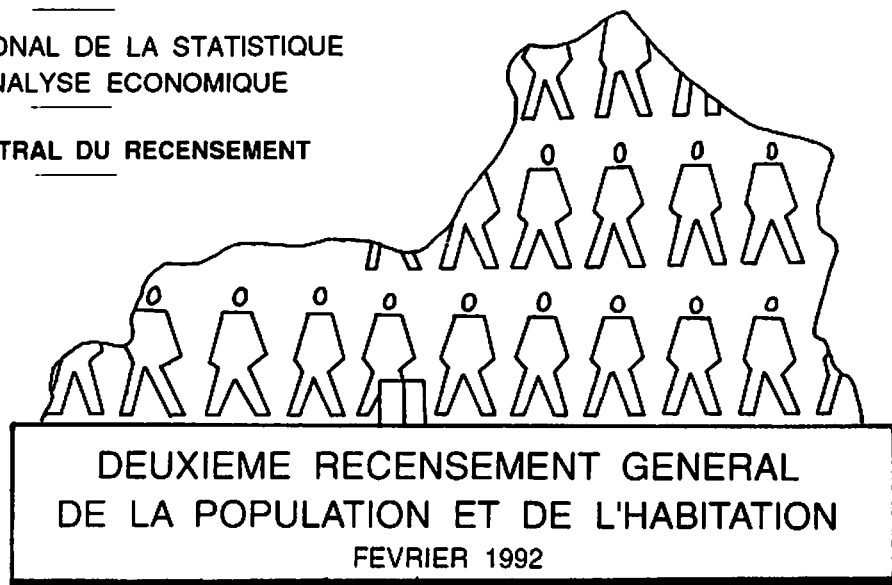 ONAL DE LA STATISTIQUE
NALYSE ECONOMIQUE
TRAL DU RECENSEMENT
DEUXIEME RECENSEMENT GENERAL
DE LA POPULATION ET DE L'HABITATION
FEVRIER 1992